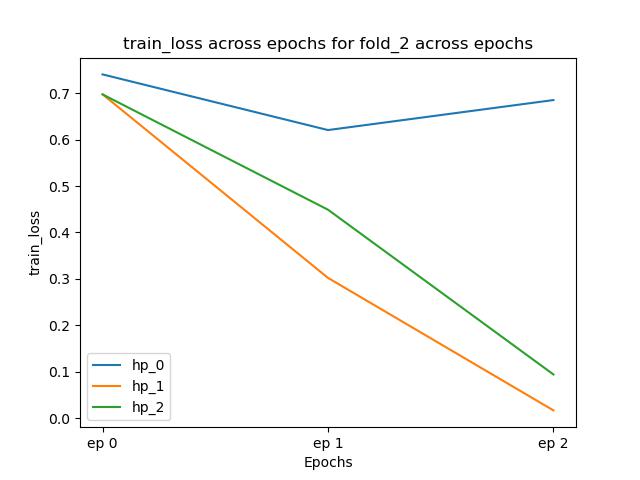 train_loss across epochs for fold_2 across epochs
train_loss
0.7
0.6
0.5
0.4
0.3
0.2
0.1
0.0
hp_0
hp_1
hp_2
ep 0
ep 1
ep 2
Epochs